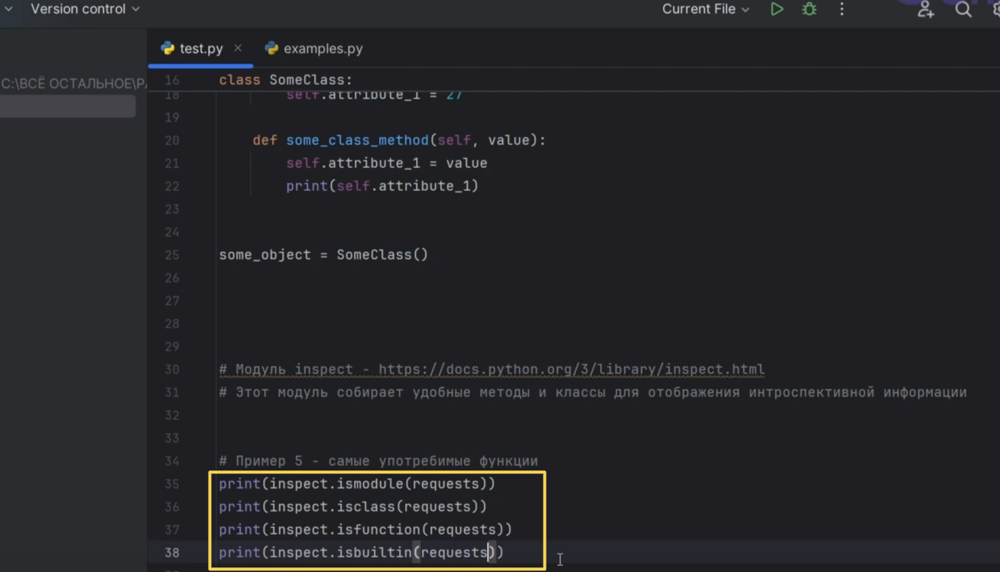 Version control
Current File
test.py
examples.py
C:\ВСЁ ОСТАЛЬНОЕ\РА
16 class SomeClass:
18 self.attribute_1 = 27
19
20 def some_class_method(self, value):
21 self.attribute_1 = value
22 print(self.attribute_1)
23
24
25 some_object = SomeClass()
26
27
28
29
30 # Модуль inspect - https://docs.python.org/3/library/inspect.html
31 # Этот модуль собирает удобные методы и классы для отображения интроспективной информации
32
33
34 # Пример 5 - самые употребимые функции
35 print(inspect.ismodule(requests))
36 print(inspect.isclass(requests))
37 print(inspect.isfunction(requests))
38 print(inspect.isbuiltin(requests))